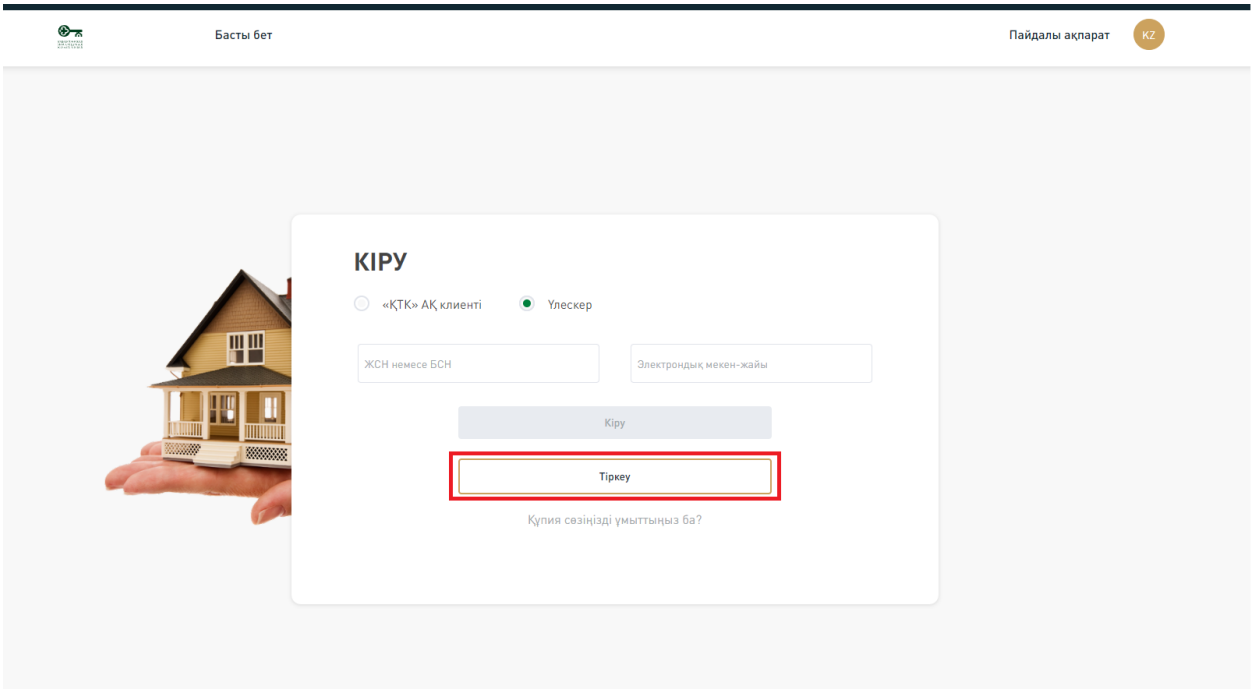 Басты бет
Пайдалы ақпарат
KZ
КІРУ
«ҚТК» АҚ клиенті
Үлескер
ЖСН немесе БСН
Электрондық мекен-жайы
Кіру
Тіркеу
Құпия сөзіңізді ұмыттыңыз ба?